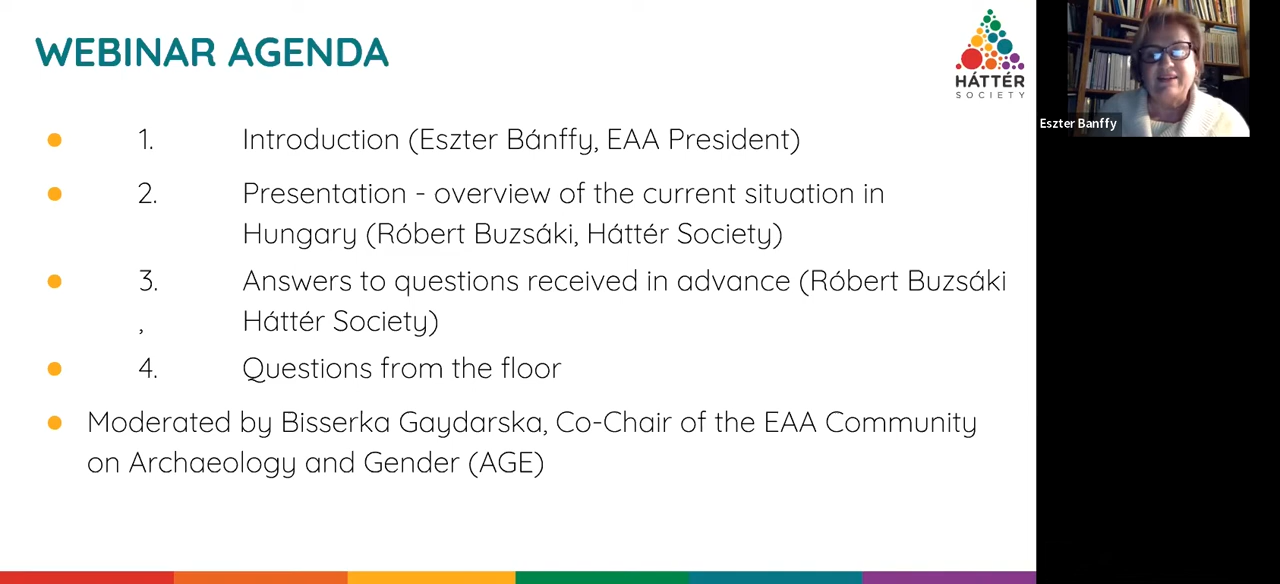 WEBINAR AGENDA
HÁTTÉR
SOCIETY
Eszter Banffy
1. Introduction (Eszter Bánffy, EAA President)
2. Presentation - overview of the current situation in
Hungary (Róbert Buzsáki, Háttér Society)
3. Answers to questions received in advance (Róbert Buzsáki
, Háttér Society)
4. Questions from the floor
Moderated by Bisserka Gaydarska, Co-Chair of the EAA Community
on Archaeology and Gender (AGE)